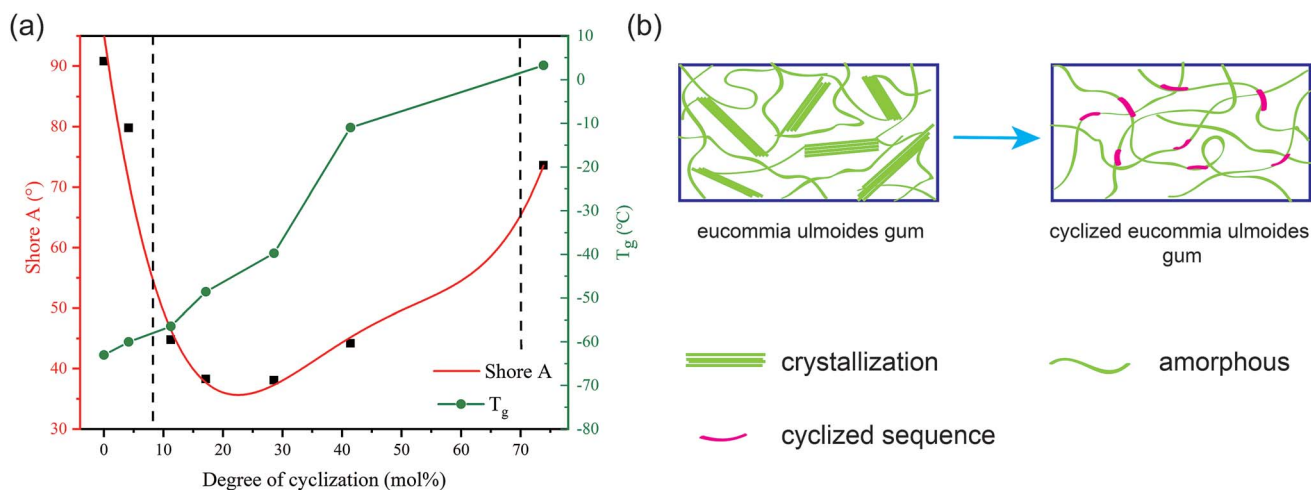 (a)
Shore A (°)
90
80
70
60
50
40
30
10
0
-10
-20
-30
-40
-50
-60
-70
-80
T_g (°C)
Shore A
T_g
0 10 20 30 40 50 60 70
Degree of cyclization (mol%)
(b)
eucommia ulmoides gum
cyclized eucommia ulmoides
gum
crystallization
amorphous
cyclized sequence